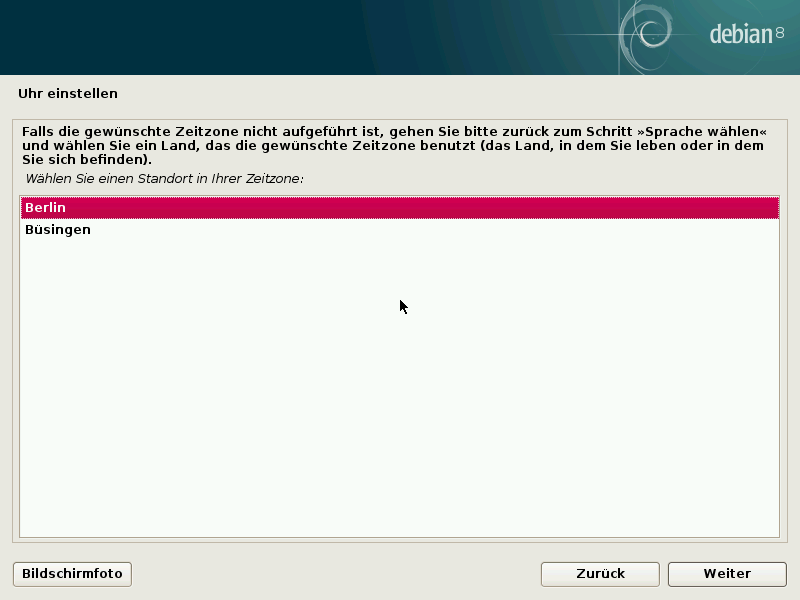 debian 8
Uhr einstellen
Falls die gewünschte Zeitzone nicht aufgeführt ist, gehen Sie bitte zurück zum Schritt »Sprache wählen«
und wählen Sie ein Land, das die gewünschte Zeitzone benutzt (das Land, in dem Sie leben oder in dem
Sie sich befinden).
Wählen Sie einen Standort in Ihrer Zeitzone:
Berlin
Büsingen
Bildschirmfoto
Zurück
Weiter